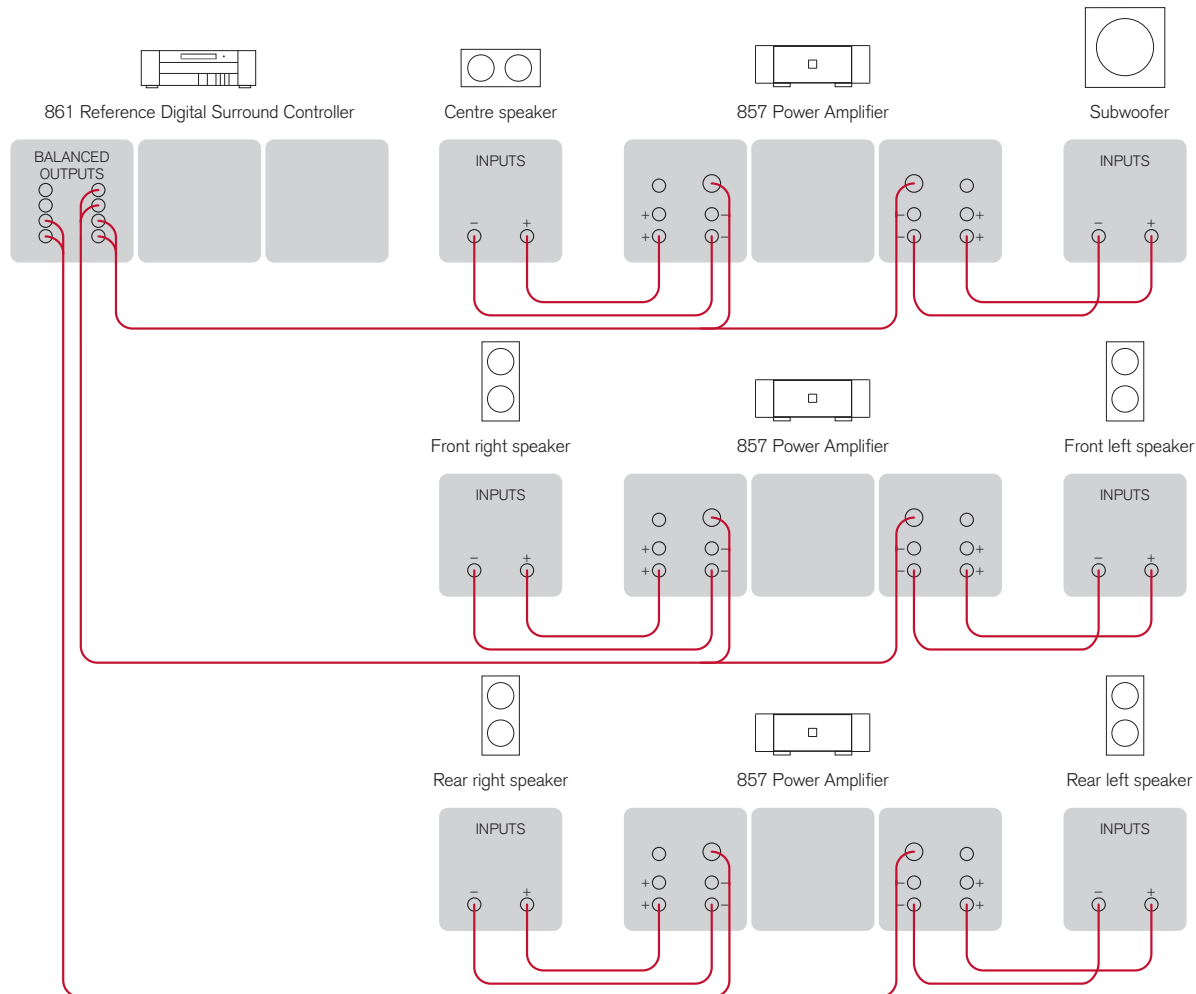 861 Reference Digital Surround Controller
Centre speaker
857 Power Amplifier
Subwoofer
BALANCED
OUTPUTS
INPUTS
INPUTS
− +
+ −
+ −
− +
− +
− +
Front right speaker
857 Power Amplifier
Front left speaker
INPUTS
INPUTS
− +
+ −
+ −
− +
− +
− +
Rear right speaker
857 Power Amplifier
Rear left speaker
INPUTS
INPUTS
− +
+ −
+ −
− +
− +
− +